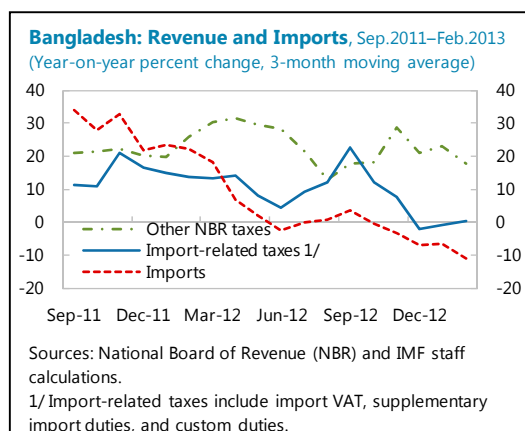 Bangladesh: Revenue and Imports, Sep.2011–Feb.2013
(Year-on-year percent change, 3-month moving average)
40 40
30 30
20 20
10 10
0 0
-10 -10
-20 -20
Other NBR taxes
Import-related taxes 1/
Imports
Sep-11 Dec-11 Mar-12 Jun-12 Sep-12 Dec-12
Sources: National Board of Revenue (NBR) and IMF staff
calculations.
1/ Import-related taxes include import VAT, supplementary
import duties, and custom duties.